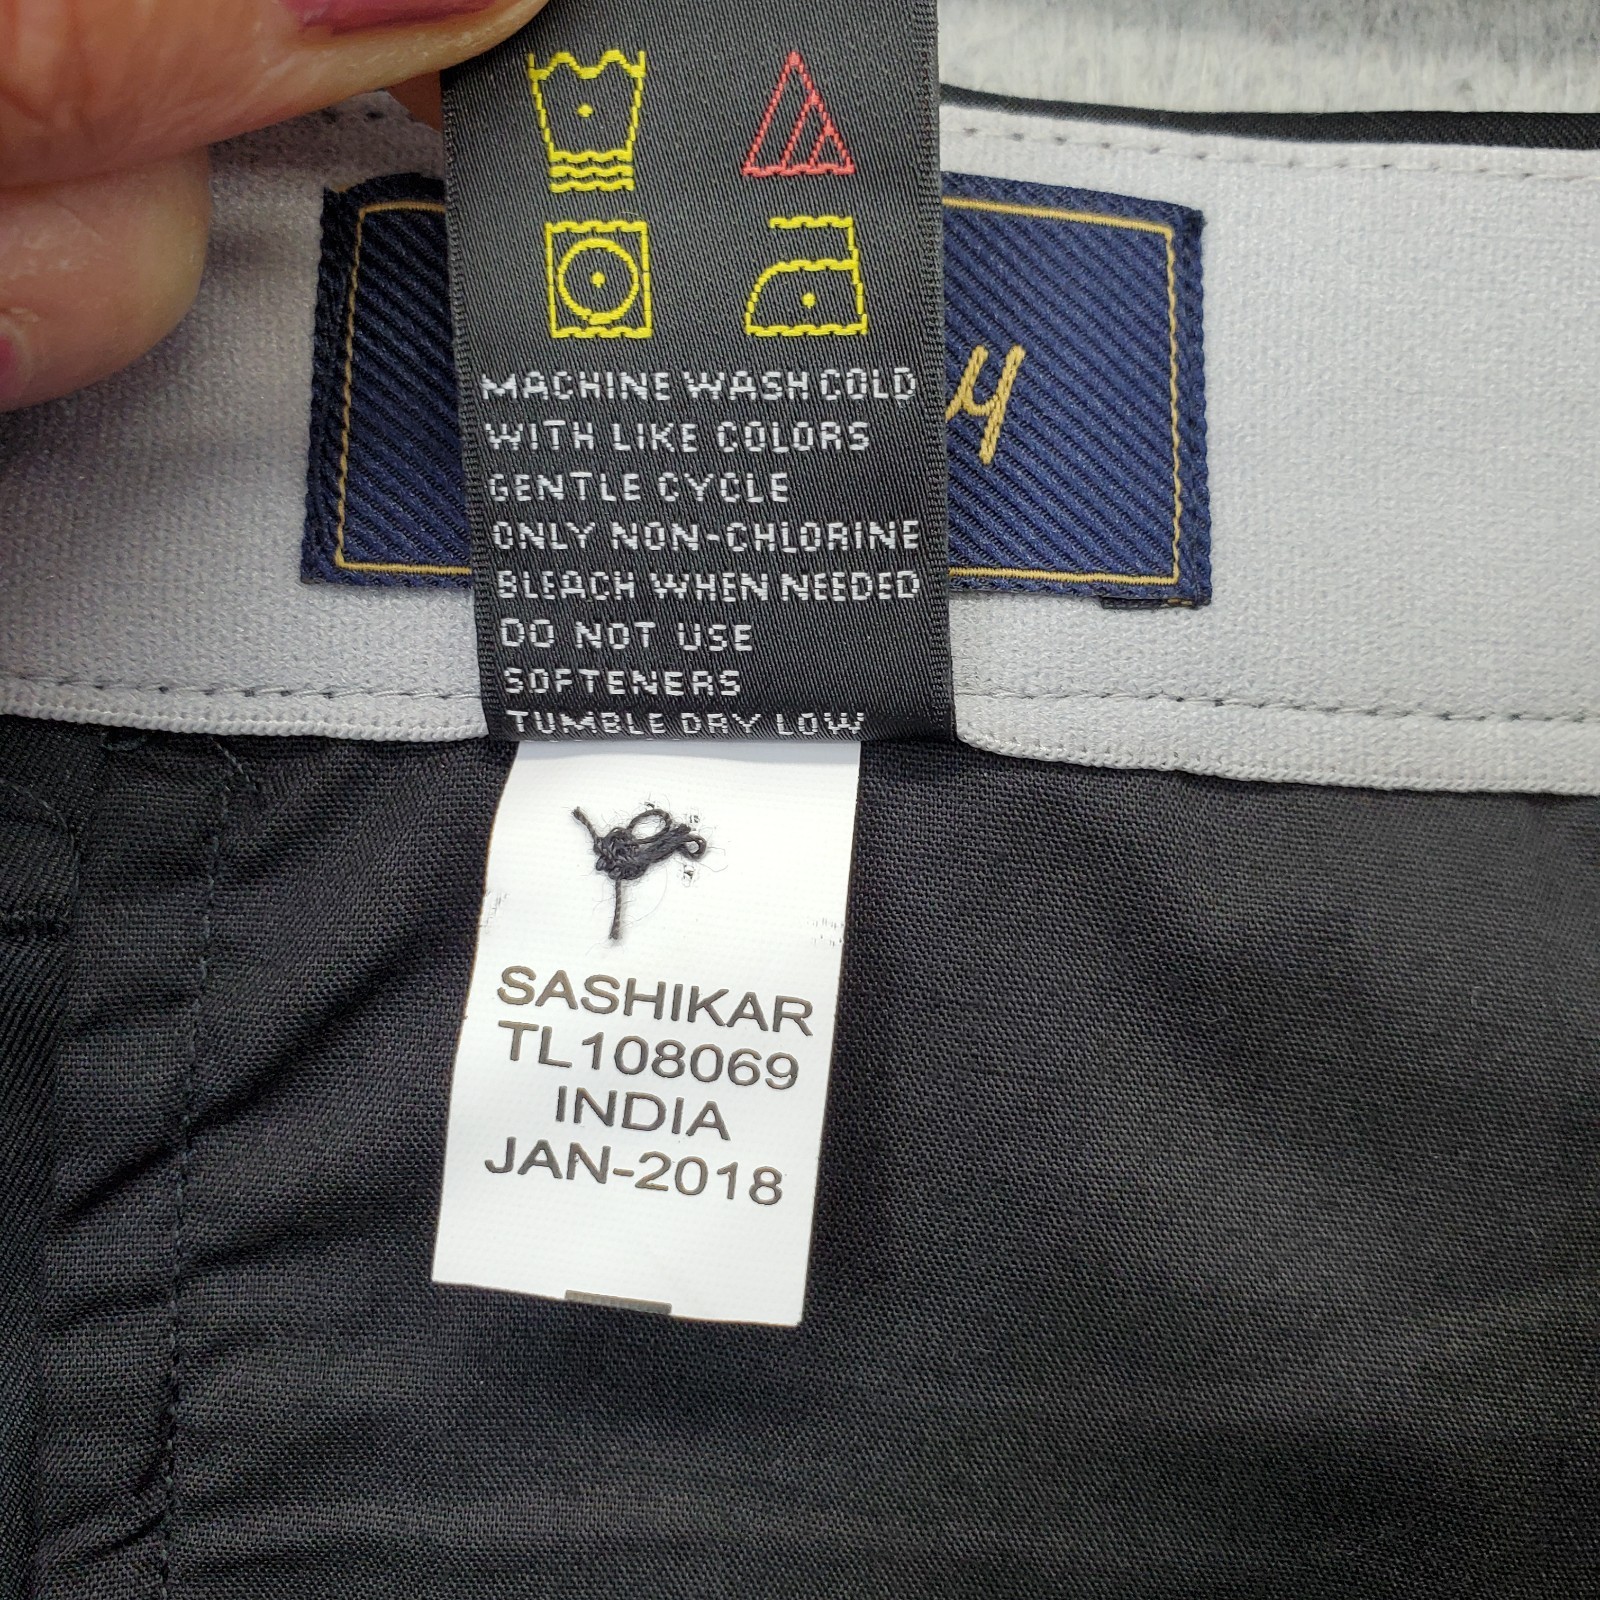 MACHINE WASH COLD
WITH LIKE COLORS
GENTLE CYCLE
ONLY NON-CHLORINE
BLEACH WHEN NEEDED
DO NOT USE
SOFTENERS
TUMBLE DRY LOW
SASHIKAR
TL108069
INDIA
JAN-2018